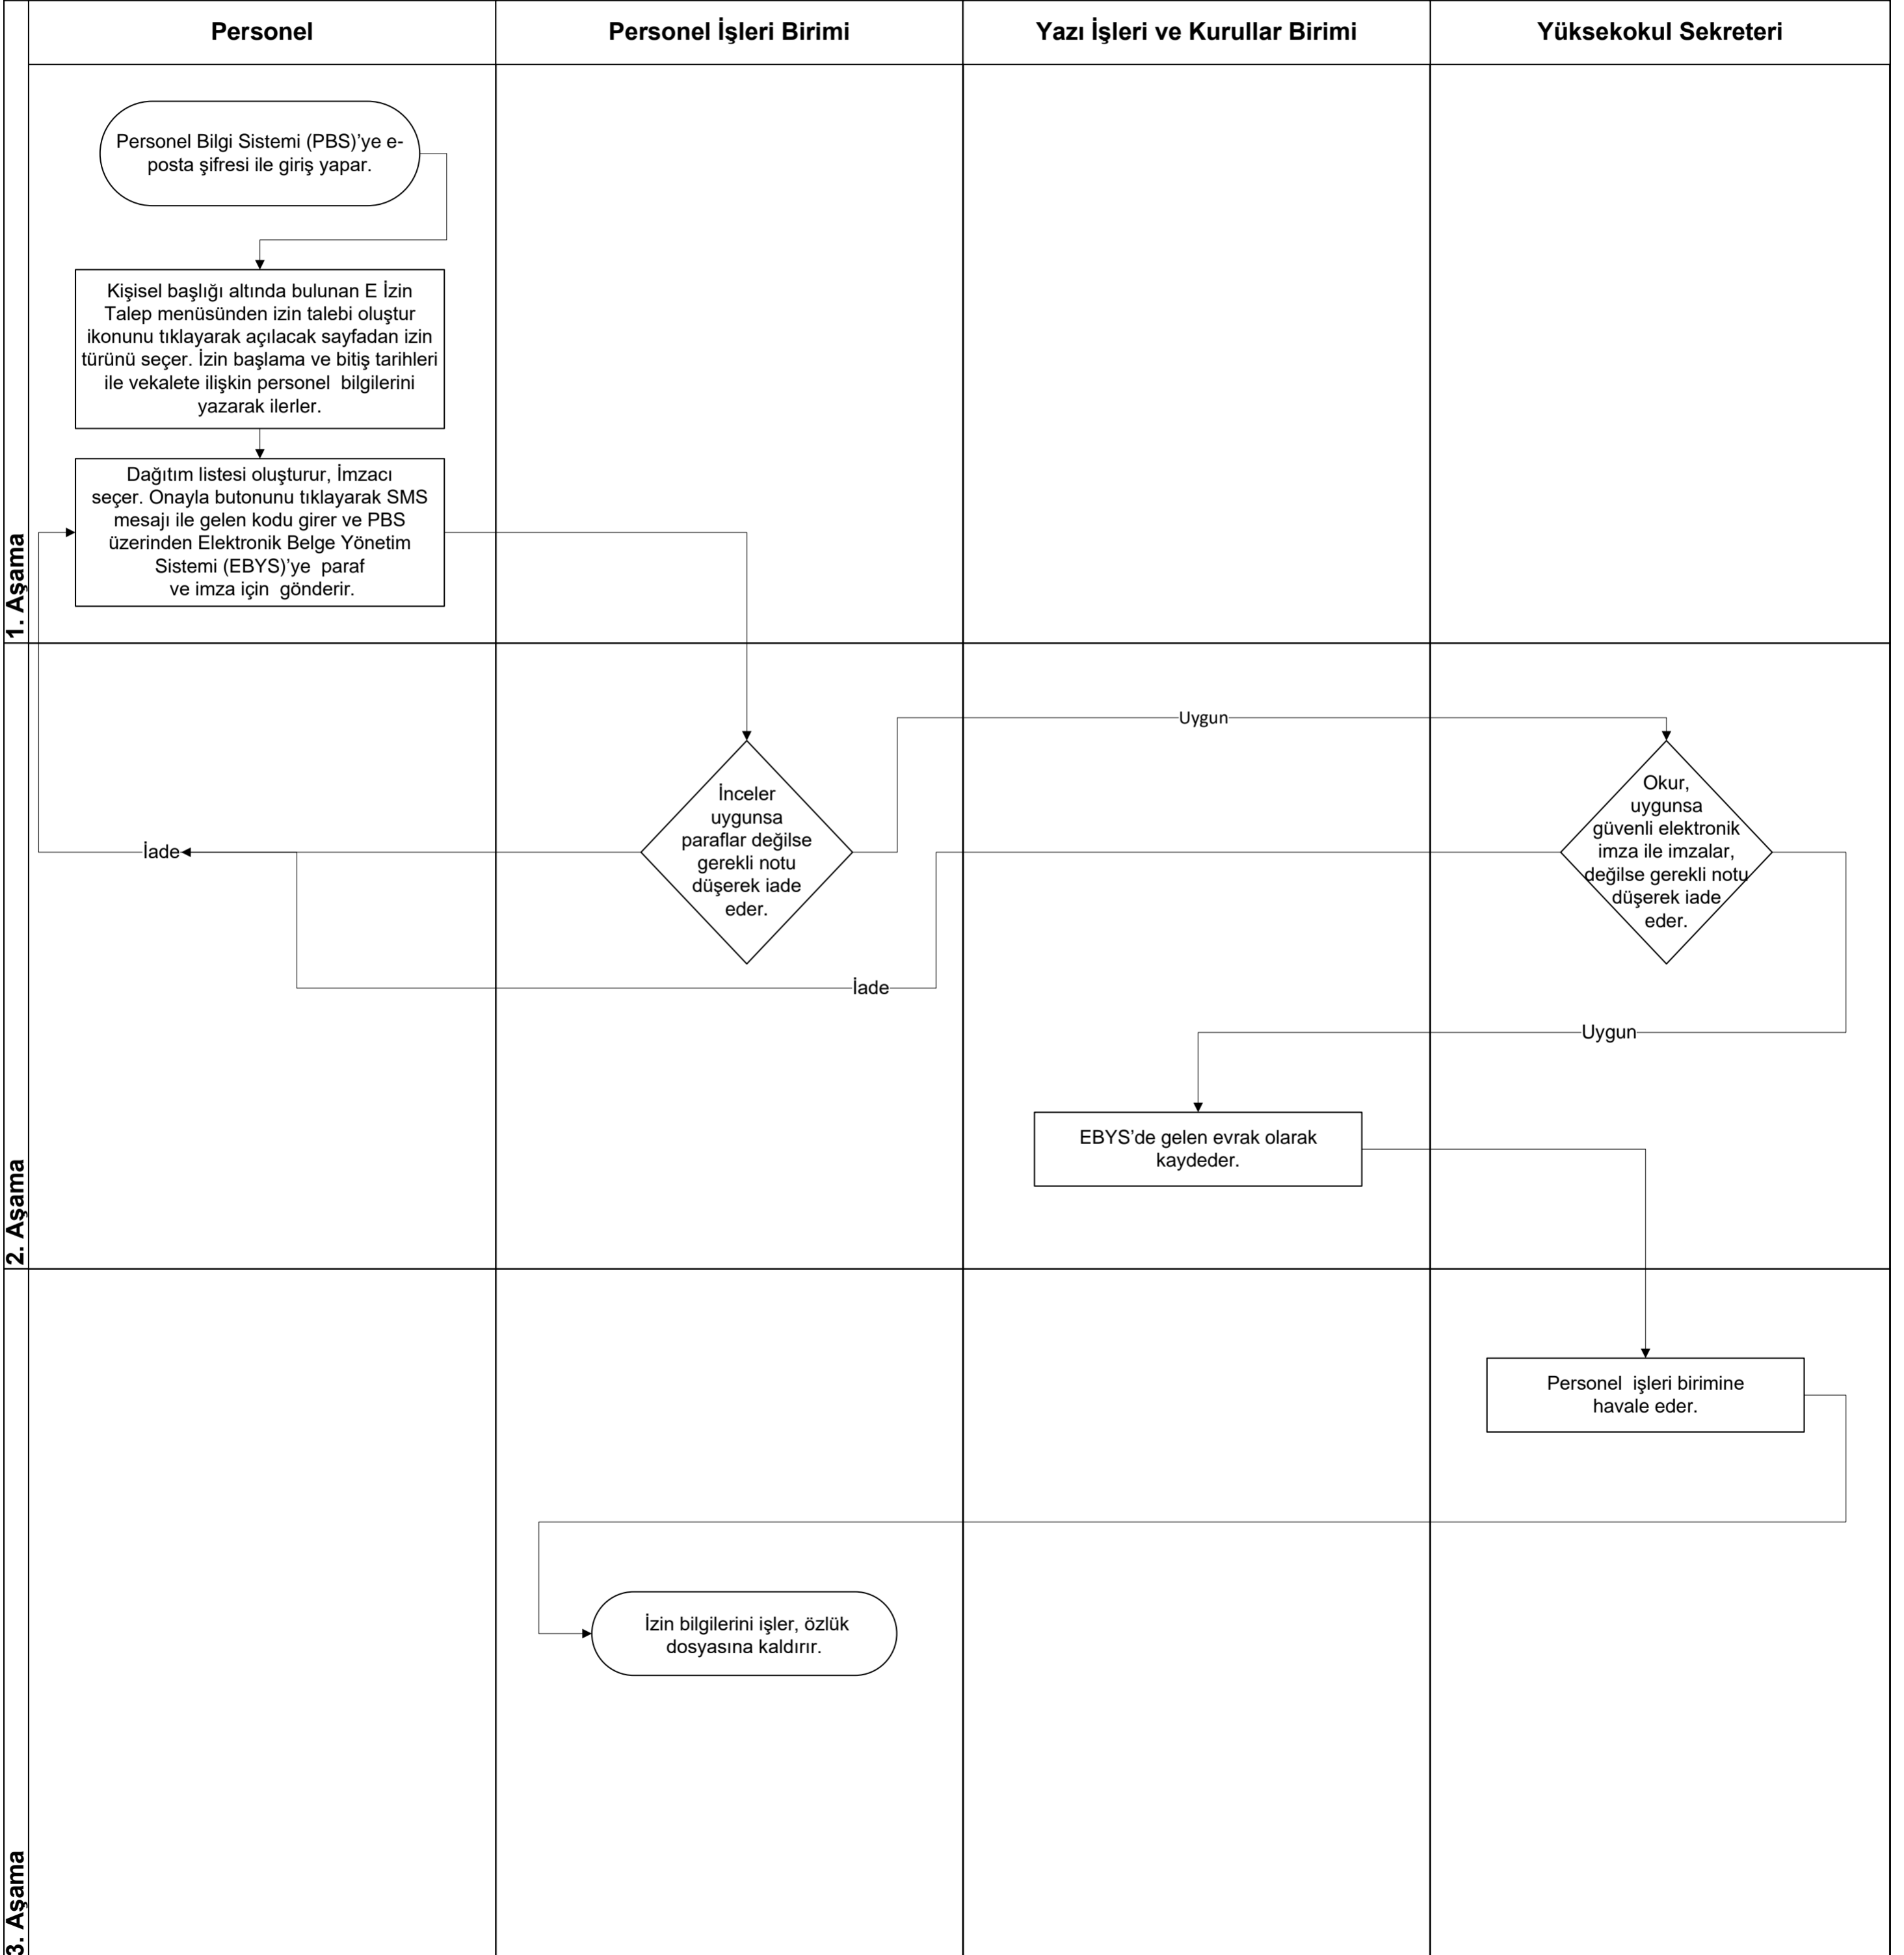 Personel
Personel İşleri Birimi
Yazı İşleri ve Kurullar Birimi
Yüksekokul Sekreteri
1. Aşama
Personel Bilgi Sistemi (PBS)’ye e-
posta şifresi ile giriş yapar.
Kişisel başlığı altında bulunan E İzin
Talep menüsünden izin talebi oluştur
ikonunu tıklayarak açılacak sayfadan izin
türünü seçer. İzin başlama ve bitiş tarihleri
ile vekalete ilişkin personel bilgilerini
yazarak ilerler.
Dağıtım listesi oluşturur, İmzacı
seçer. Onayla butonunu tıklayarak SMS
mesajı ile gelen kodu girer ve PBS
üzerinden Elektronik Belge Yönetim
Sistemi (EBYS)’ye paraf
ve imza için gönderir.
2. Aşama
Uygun
İnceler
uygunsa
paraflar değilse
gerekli notu
düşerek iade
eder.
Okur,
uygunsa
güvenli elektronik
imza ile imzalar,
değilse gerekli notu
düşerek iade
eder.
İade
İade
Uygun
EBYS’de gelen evrak olarak
kaydeder.
3. Aşama
Personel işleri birimine
havale eder.
İzin bilgilerini işler, özlük
dosyasına kaldırır.